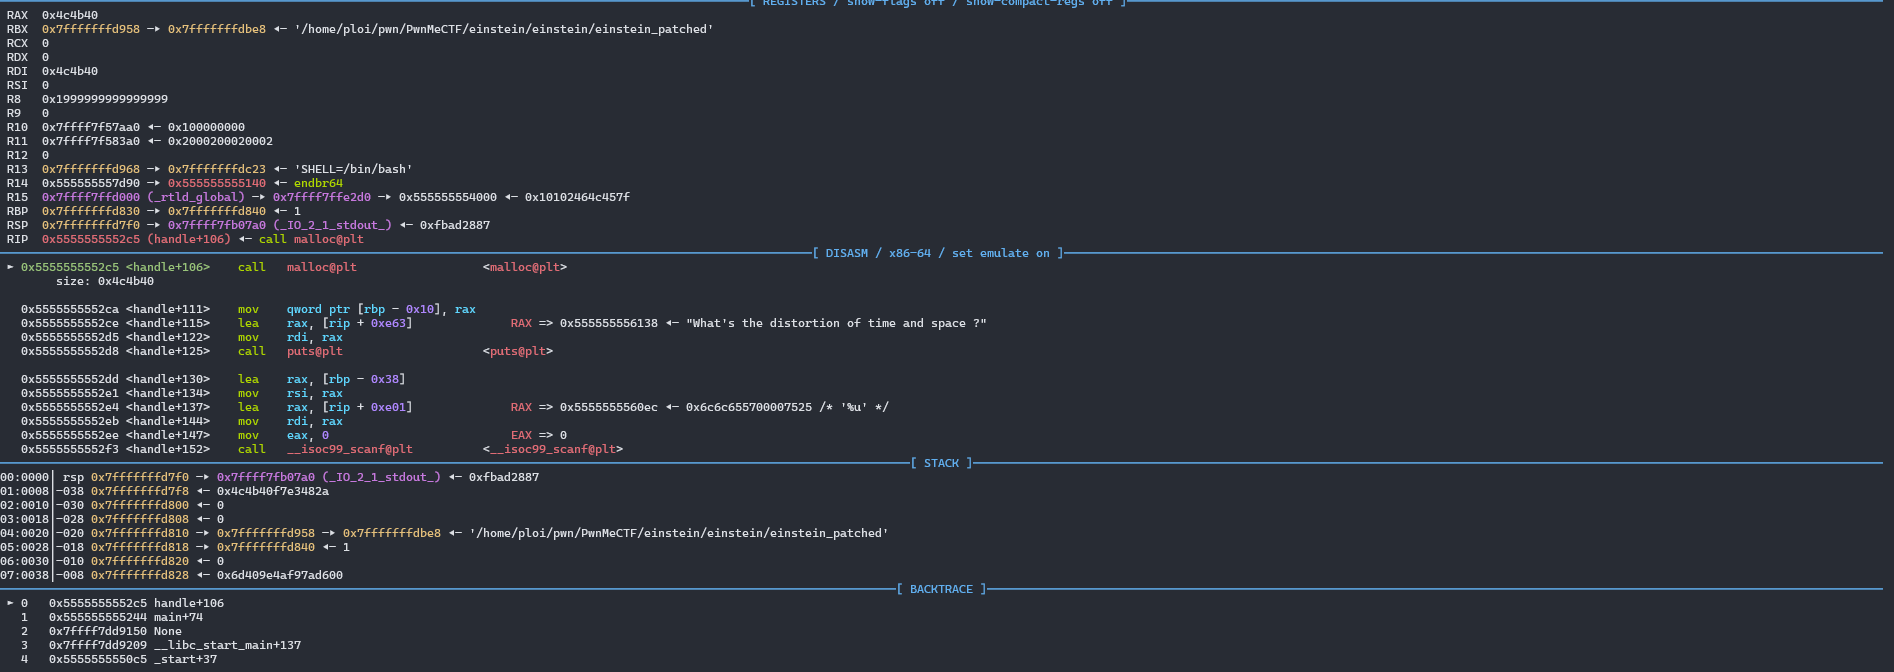 [ REGISTERS / show-flags off / show-compact-regs off ]
RAX  0x4c4b40
RBX  0x7fffffffd958 —▸ 0x7fffffffdbe8 ◂— '/home/ploi/pwn/PwnMeCTF/einstein/einstein/einstein_patched'
RCX  0
RDX  0
RDI  0x4c4b40
RSI  0
R8   0x1999999999999999
R9   0
R10  0x7ffff7f57aa0 ◂— 0x100000000
R11  0x7ffff7f583a0 ◂— 0x2000200020002
R12  0
R13  0x7fffffffd968 —▸ 0x7fffffffdc23 ◂— 'SHELL=/bin/bash'
R14  0x555555557d90 —▸ 0x555555555140 ◂— endbr64
R15  0x7ffff7ffd000 (_rtld_global) —▸ 0x7ffff7ffe2d0 —▸ 0x555555554000 ◂— 0x10102464c457f
RBP  0x7fffffffd830 —▸ 0x7fffffffd840 ◂— 1
RSP  0x7fffffffd7f0 —▸ 0x7ffff7fb07a0 (_IO_2_1_stdout_) ◂— 0xfbad2887
RIP  0x5555555552c5 (handle+106) ◂— call malloc@plt
[ DISASM / x86-64 / set emulate on ]
► 0x5555555552c5 <handle+106>    call   malloc@plt                  <malloc@plt>
size: 0x4c4b40
0x5555555552ca <handle+111>    mov    qword ptr [rbp - 0x10], rax
0x5555555552ce <handle+115>    lea    rax, [rip + 0xe63]              RAX => 0x555555556138 ◂— "What's the distortion of time and space ?"
0x5555555552d5 <handle+122>    mov    rdi, rax
0x5555555552d8 <handle+125>    call   puts@plt                    <puts@plt>
0x5555555552dd <handle+130>    lea    rax, [rbp - 0x38]
0x5555555552e1 <handle+134>    mov    rsi, rax
0x5555555552e4 <handle+137>    lea    rax, [rip + 0xe01]              RAX => 0x5555555560ec ◂— 0x6c6c655700007525 /* '%u' */
0x5555555552eb <handle+144>    mov    rdi, rax
0x5555555552ee <handle+147>    mov    eax, 0                          EAX => 0
0x5555555552f3 <handle+152>    call   __isoc99_scanf@plt          <__isoc99_scanf@plt>
[ STACK ]
00:0000│ rsp 0x7fffffffd7f0 —▸ 0x7ffff7fb07a0 (_IO_2_1_stdout_) ◂— 0xfbad2887
01:0008│-038 0x7fffffffd7f8 ◂— 0x4c4b40f7e3482a
02:0010│-030 0x7fffffffd800 ◂— 0
03:0018│-028 0x7fffffffd808 ◂— 0
04:0020│-020 0x7fffffffd810 —▸ 0x7fffffffd958 —▸ 0x7fffffffdbe8 ◂— '/home/ploi/pwn/PwnMeCTF/einstein/einstein/einstein_patched'
05:0028│-018 0x7fffffffd818 —▸ 0x7fffffffd840 ◂— 1
06:0030│-010 0x7fffffffd820 ◂— 0
07:0038│-008 0x7fffffffd828 ◂— 0x6d409e4af97ad600
[ BACKTRACE ]
► 0   0x5555555552c5 handle+106
1   0x555555555244 main+74
2   0x7ffff7dd9150 None
3   0x7ffff7dd9209 __libc_start_main+137
4   0x5555555550c5 _start+37